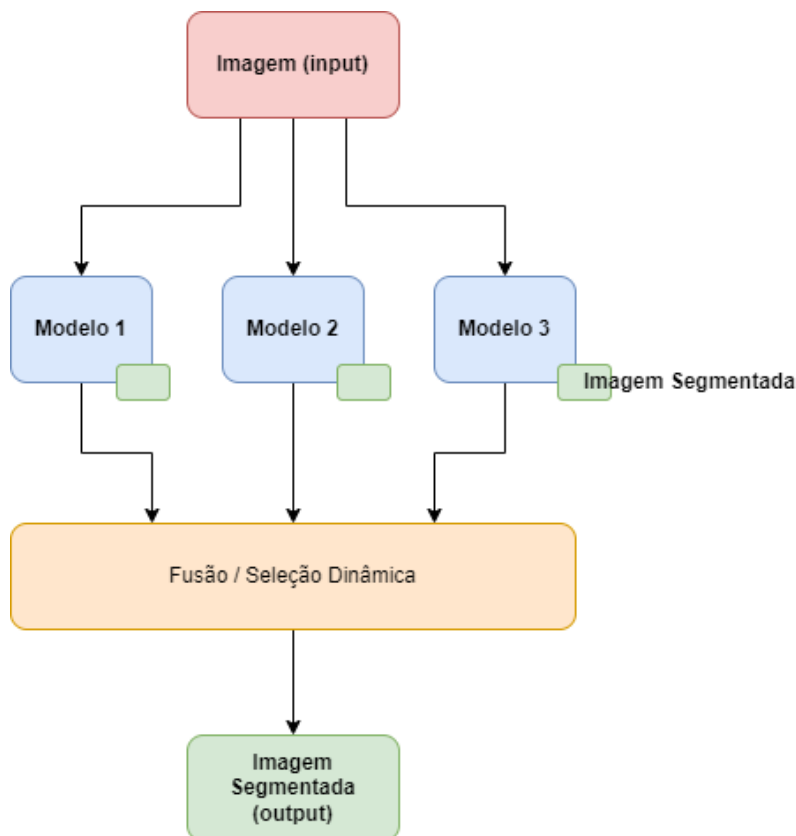 Imagem (input)
Modelo 1
Modelo 2
Modelo 3
Imagem Segmentada
Fusão / Seleção Dinâmica
Imagem
Segmentada
(output)